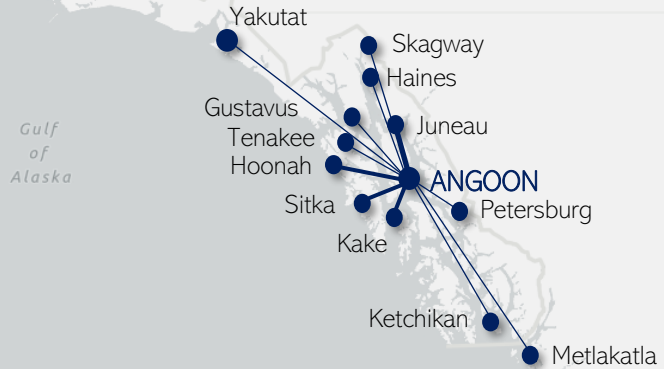 Yakutat
Skagway
Haines
Gustavus
Juneau
Gulf
of
Alaska
Tenakee
Hoonah
ANGOON
Sitka
Petersburg
Kake
Ketchikan
Metlakatla